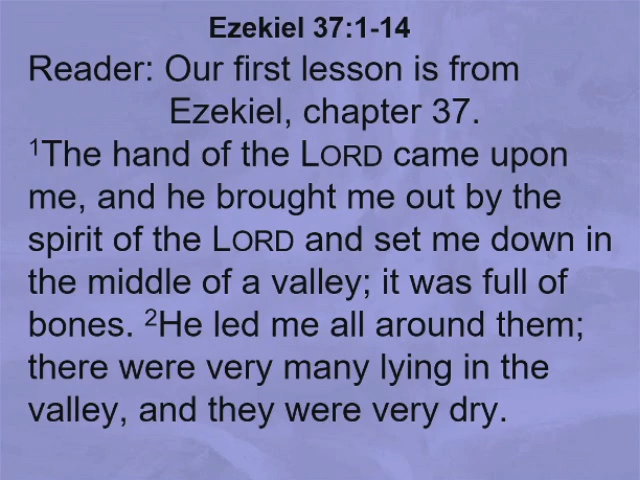 Ezekiel 37:1-14
Reader: Our first lesson is from
Ezekiel, chapter 37.
¹The hand of the LORD came upon
me, and he brought me out by the
spirit of the LORD and set me down in
the middle of a valley; it was full of
bones. ²He led me all around them;
there were very many lying in the
valley, and they were very dry.